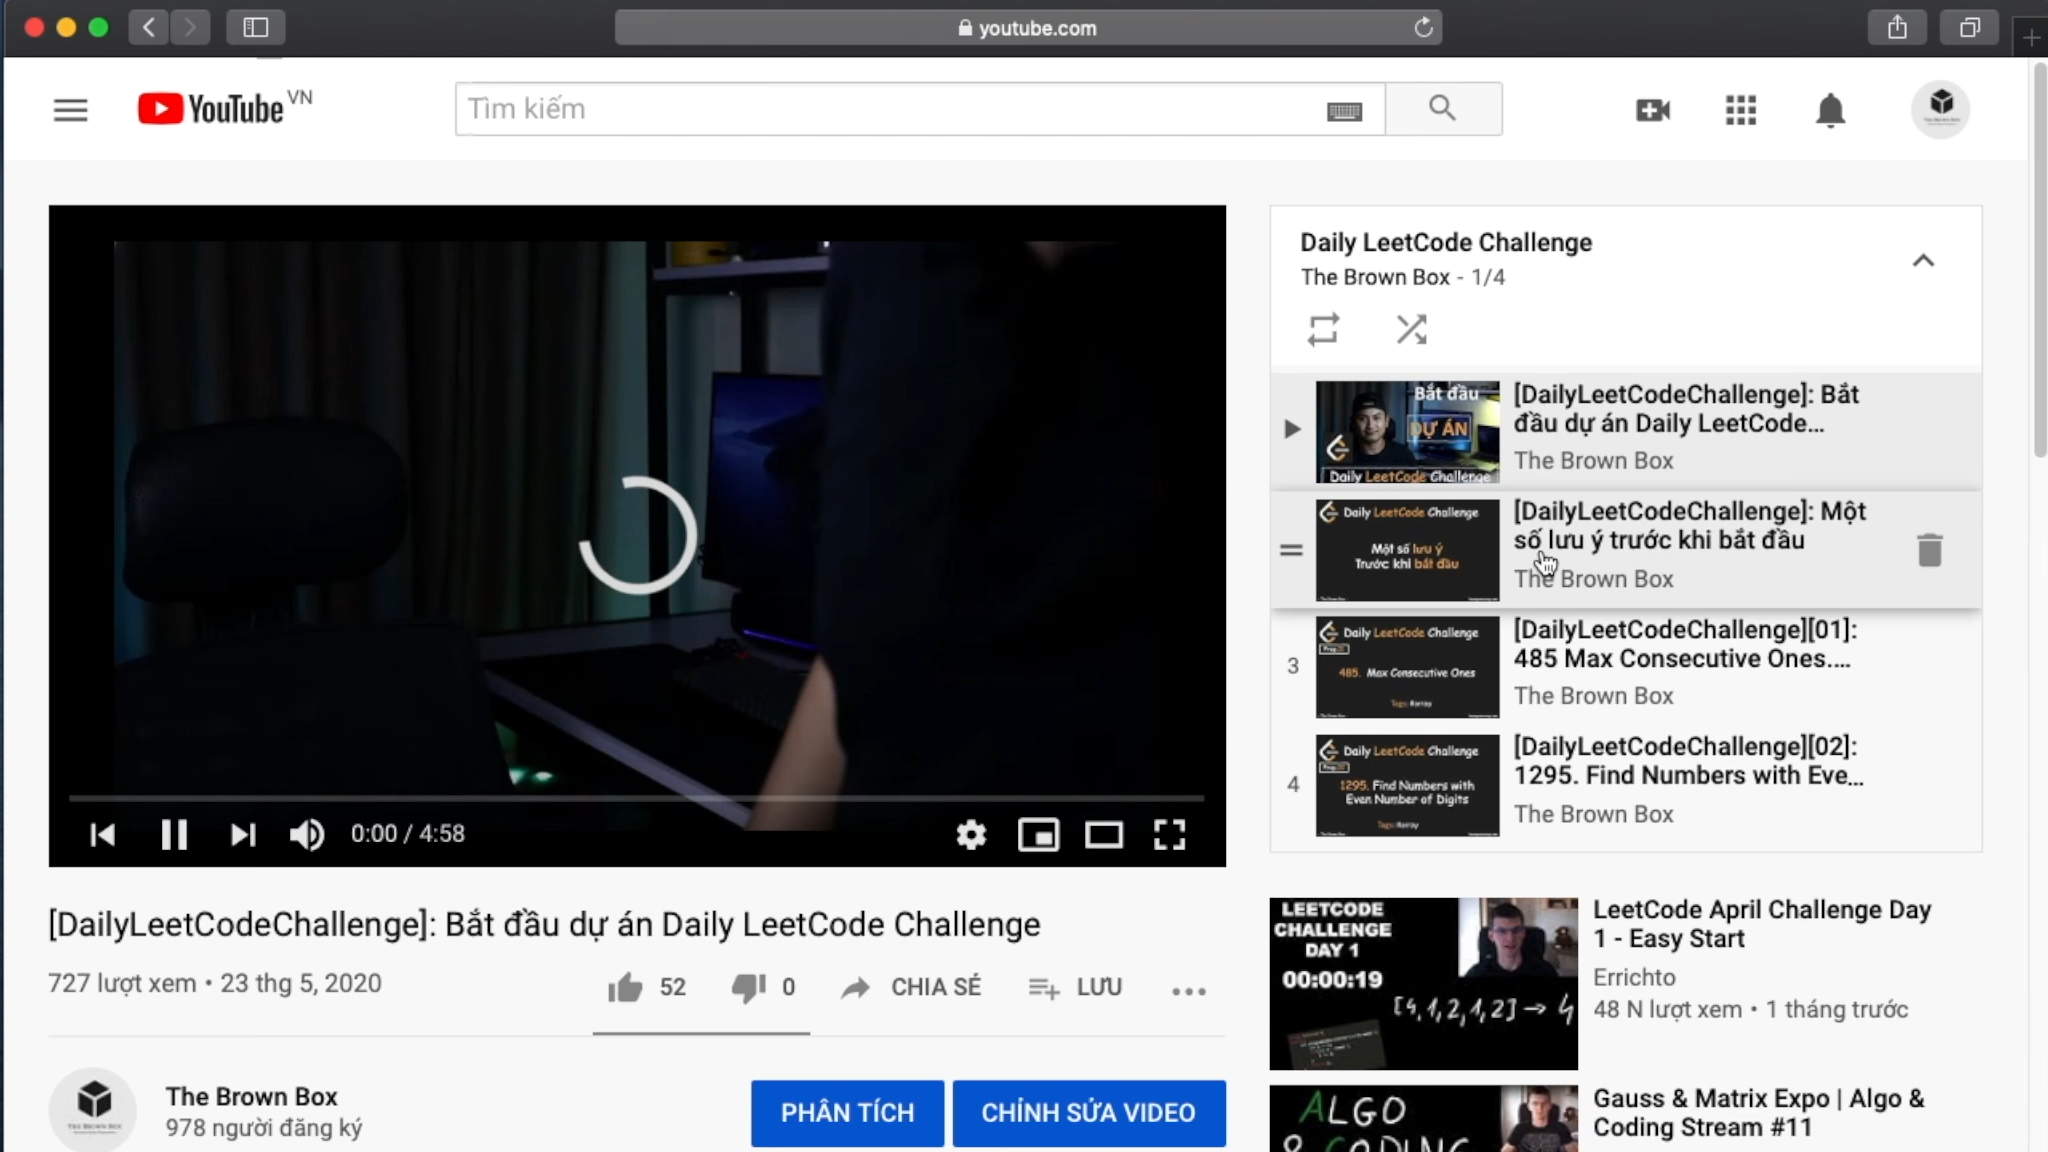 youtube.com
YouTube VN
Tìm kiếm
Daily LeetCode Challenge
The Brown Box - 1/4
Bắt đầu
DỰ ÁN
Daily LeetCode Challenge
[DailyLeetCodeChallenge]: Bắt
đầu dự án Daily LeetCode...
The Brown Box
Daily LeetCode Challenge
Một số lưu ý
Trước khi bắt đầu
[DailyLeetCodeChallenge]: Một
số lưu ý trước khi bắt đầu
The Brown Box
3
Daily LeetCode Challenge
485. Max Consecutive Ones
Tags: #array
[DailyLeetCodeChallenge][01]:
485 Max Consecutive Ones....
The Brown Box
4
Daily LeetCode Challenge
1295. Find Numbers with
Even Number of Digits
Tags: #array
[DailyLeetCodeChallenge][02]:
1295. Find Numbers with Eve...
The Brown Box
0:00 / 4:58
[DailyLeetCodeChallenge]: Bắt đầu dự án Daily LeetCode Challenge
727 lượt xem • 23 thg 5, 2020
52
0
CHIA SẺ
LƯU
The Brown Box
978 người đăng ký
PHÂN TÍCH
CHỈNH SỬA VIDEO
LEETCODE
CHALLENGE
DAY 1
00:00:19
[4,1,2,1,2] → 4
LeetCode April Challenge Day
1 - Easy Start
Errichto
48 N lượt xem • 1 tháng trước
ALGO
& CODING
Gauss & Matrix Expo | Algo &
Coding Stream #11